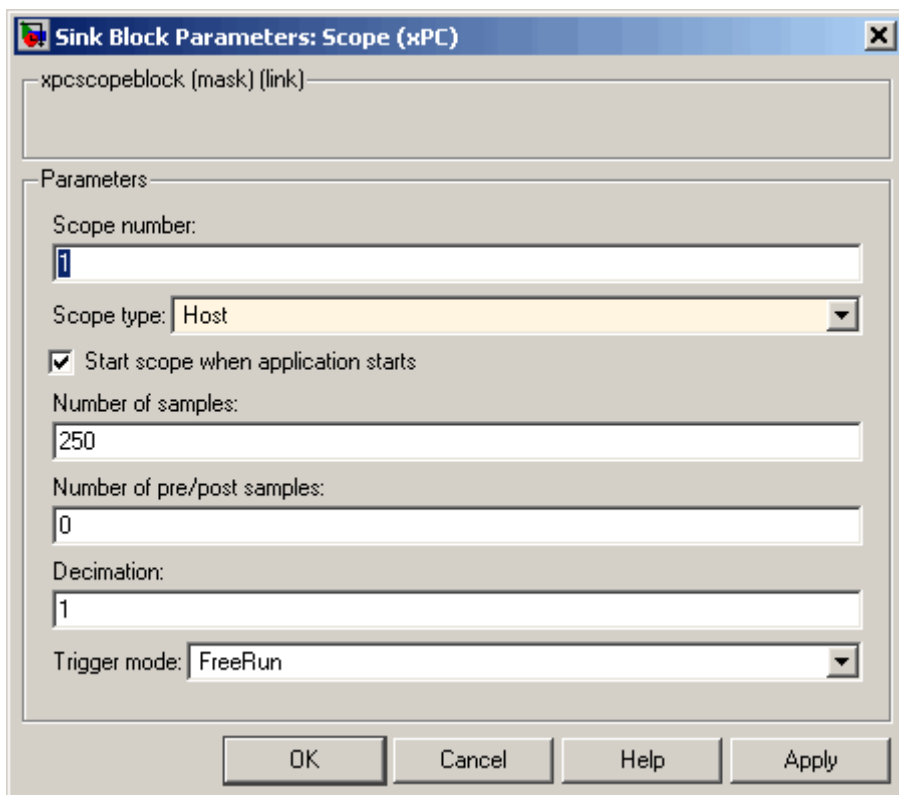 Sink Block Parameters: Scope (xPC)
xpcscopeblock (mask) (link)
Parameters
Scope number:
1
Scope type: Host
Start scope when application starts
Number of samples:
250
Number of pre/post samples:
0
Decimation:
1
Trigger mode: FreeRun
OK Cancel Help Apply